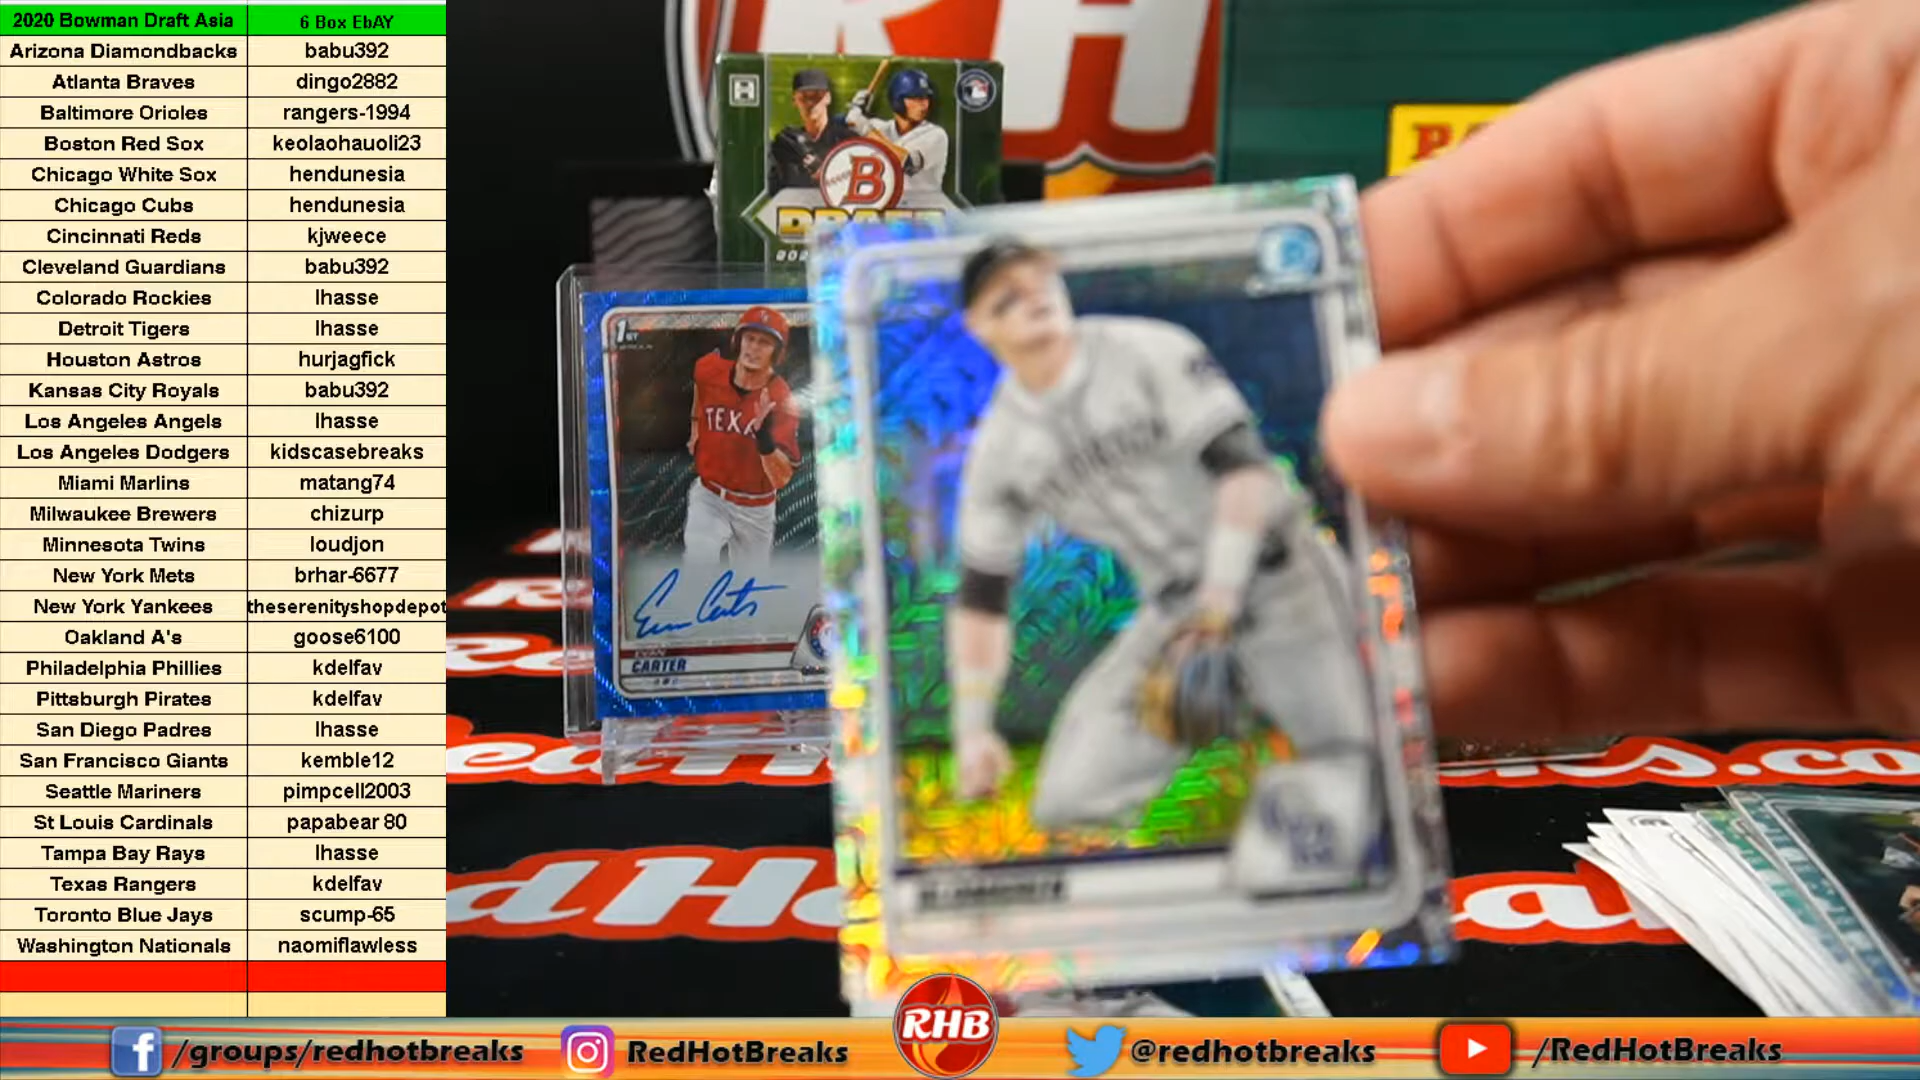 2020 Bowman Draft Asia 6 Box EbAY
Arizona Diamondbacks babu392
Atlanta Braves dingo2882
Baltimore Orioles rangers-1994
Boston Red Sox keolaohauoli23
Chicago White Sox hendunesia
Chicago Cubs hendunesia
Cincinnati Reds kjweece
Cleveland Guardians babu392
Colorado Rockies lhasse
Detroit Tigers lhasse
Houston Astros hurjagfick
Kansas City Royals babu392
Los Angeles Angels lhasse
Los Angeles Dodgers kidscasebreaks
Miami Marlins matang74
Milwaukee Brewers chizurp
Minnesota Twins loudjon
New York Mets brhar-6677
New York Yankees theserenityshopdepot
Oakland A's goose6100
Philadelphia Phillies kdelfav
Pittsburgh Pirates kdelfav
San Diego Padres lhasse
San Francisco Giants kemble12
Seattle Mariners pimpcell2003
St Louis Cardinals papabear 80
Tampa Bay Rays lhasse
Texas Rangers kdelfav
Toronto Blue Jays scump-65
Washington Nationals naomiflawless
RH
H
B
DRAFT
1ST
TEXA
EVAN
CARTER
s.co
RHB
/groups/redhotbreaks
RedHotBreaks
@redhotbreaks
/RedHotBreaks